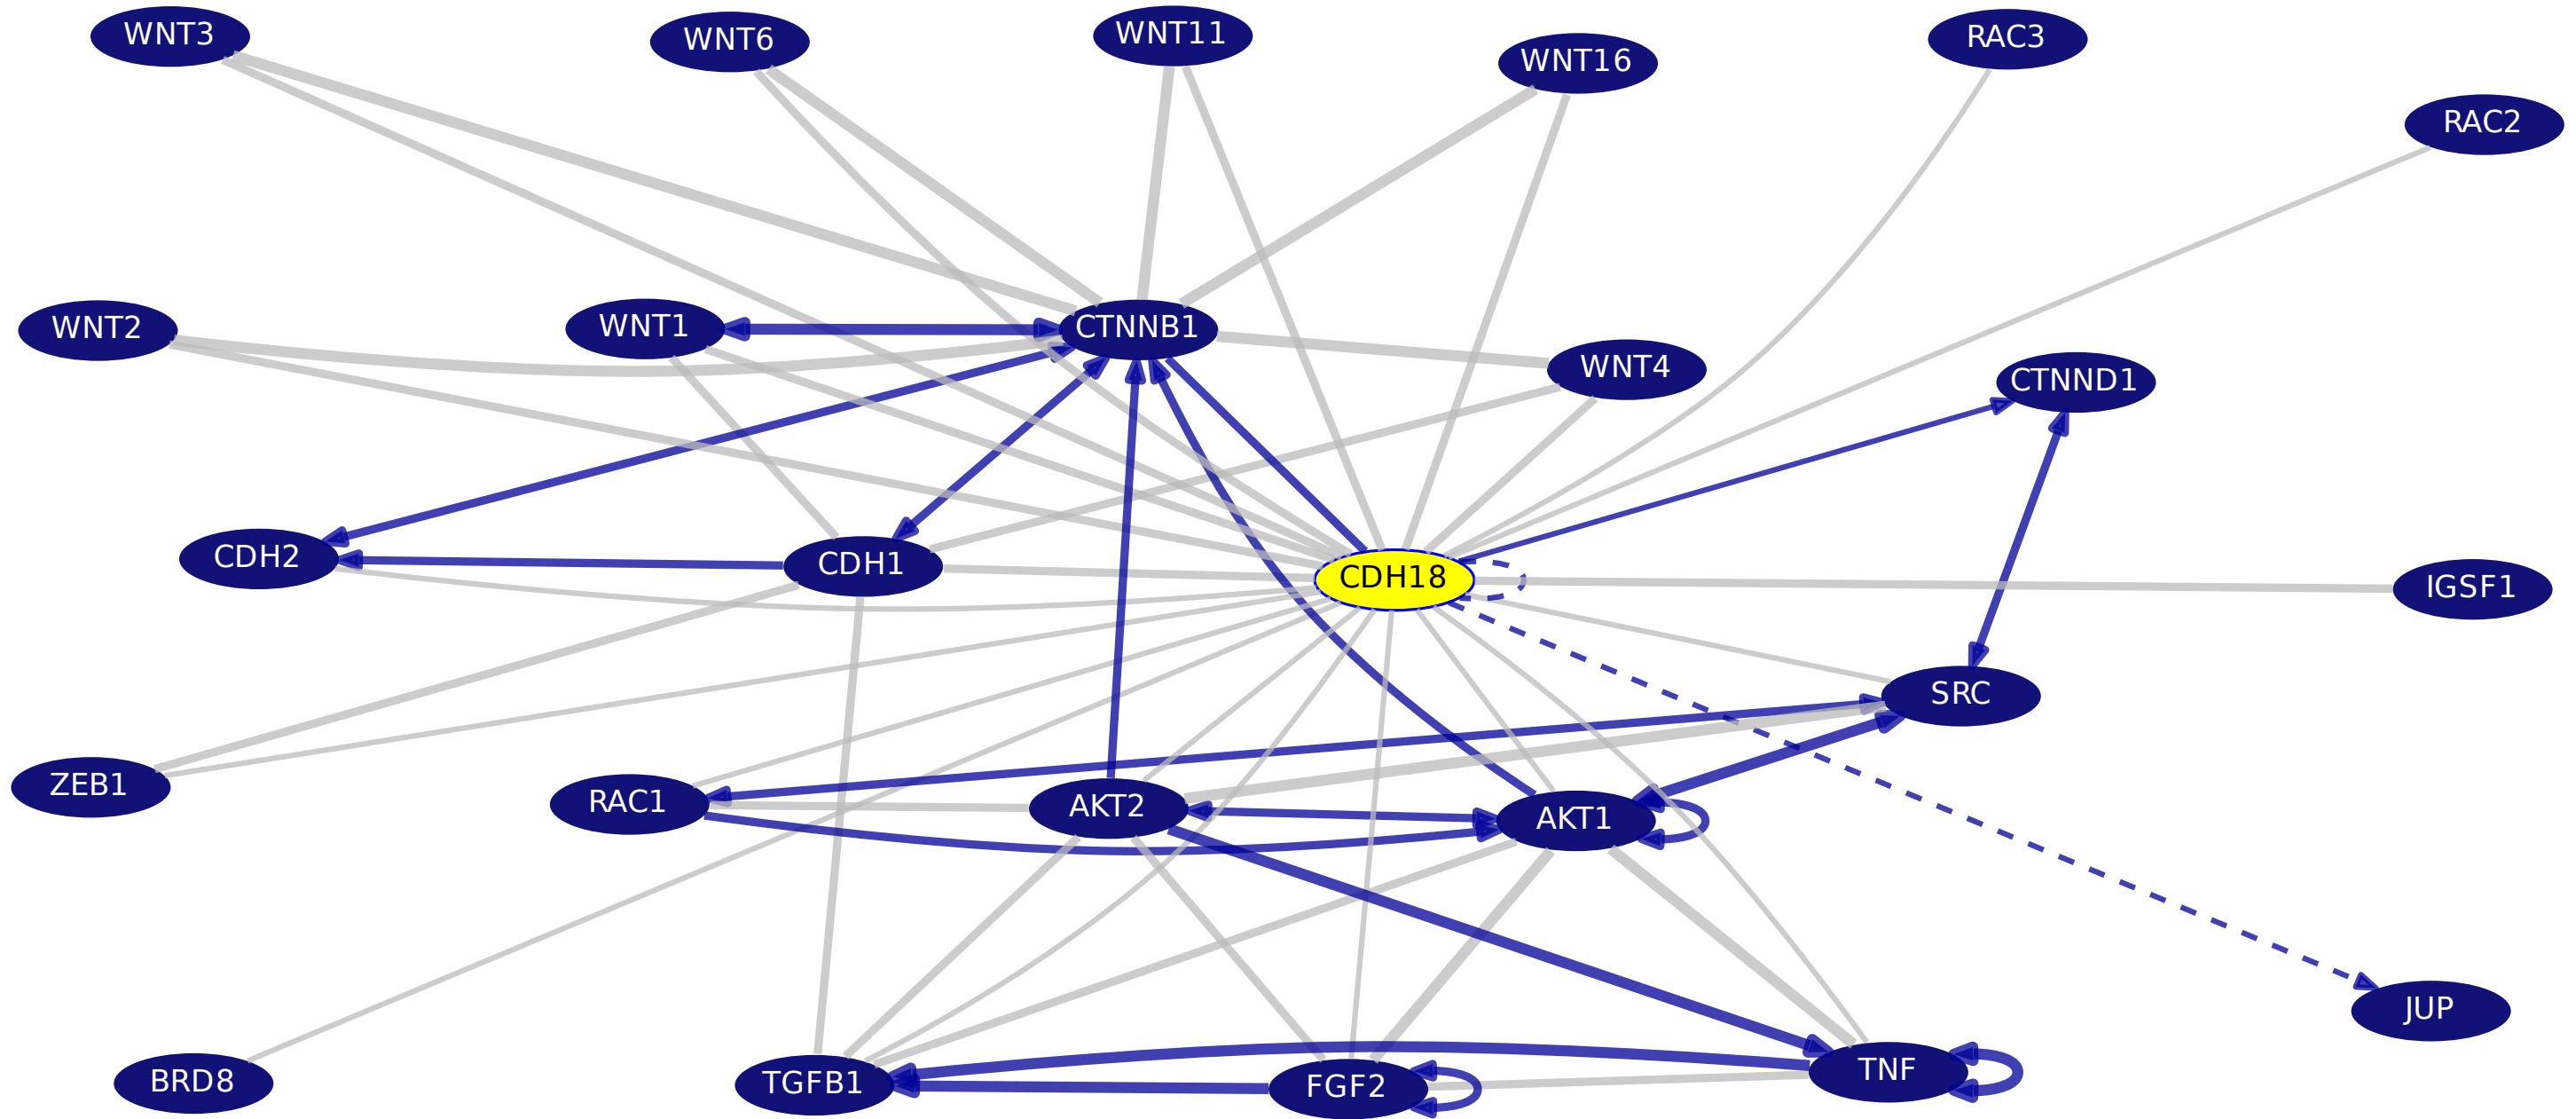 WNT3
WNT6
WNT11
WNT16
RAC3
RAC2
WNT2
WNT1
CTNNB1
WNT4
CTNND1
CDH2
CDH1
CDH18
IGSF1
SRC
ZEB1
RAC1
AKT2
AKT1
JUP
BRD8
TGFB1
FGF2
TNF